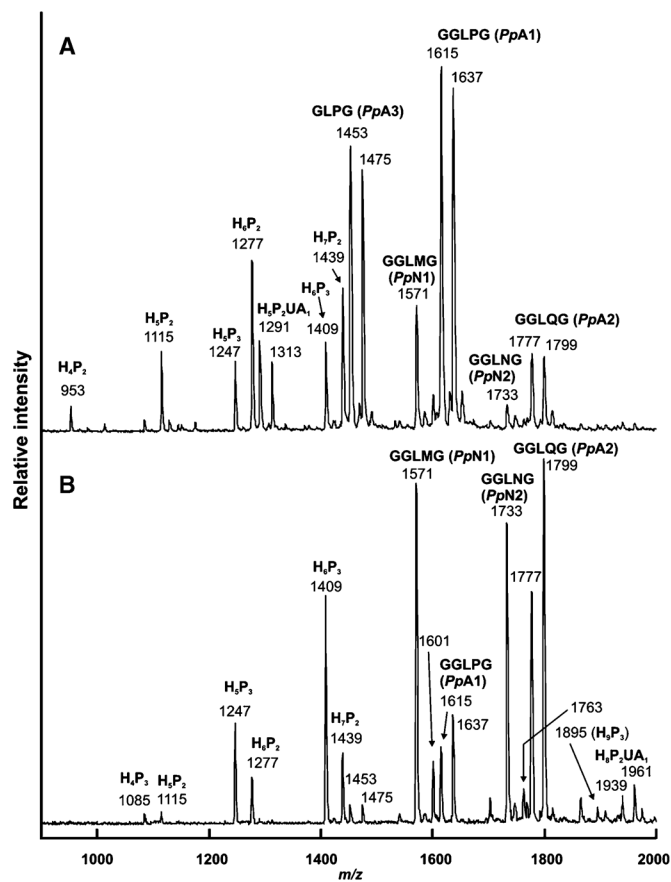 A
GGLPG (PpA1)
1615
1637
GLPG (PpA3)
1453
1475
H₆P₂
1277
H₇P₂
1439
H₆P₃
1409
GGLMG
(PpN1)
1571
H₅P₂UA₁
1291
1313
H₅P₂
1115
H₅P₃
1247
H₄P₂
953
GGLQG (PpA2)
1777 1799
GGLNG
(PpN2)
1733
Relative intensity
B
GGLMG (PpN1)
1571
GGLQG (PpA2)
1799
GGLNG
(PpN2)
1733
1777
H₆P₃
1409
1601
GGLPG
(PpA1)
1615
1637
H₅P₃
1247
H₇P₂
1439
H₆P₂
1277
1453
1475
H₄P₃
1085
H₅P₂
1115
1763
1895 (H₉P₃)
H₈P₂UA₁
1939 1961
1000 1200 1400 1600 1800 2000
m/z